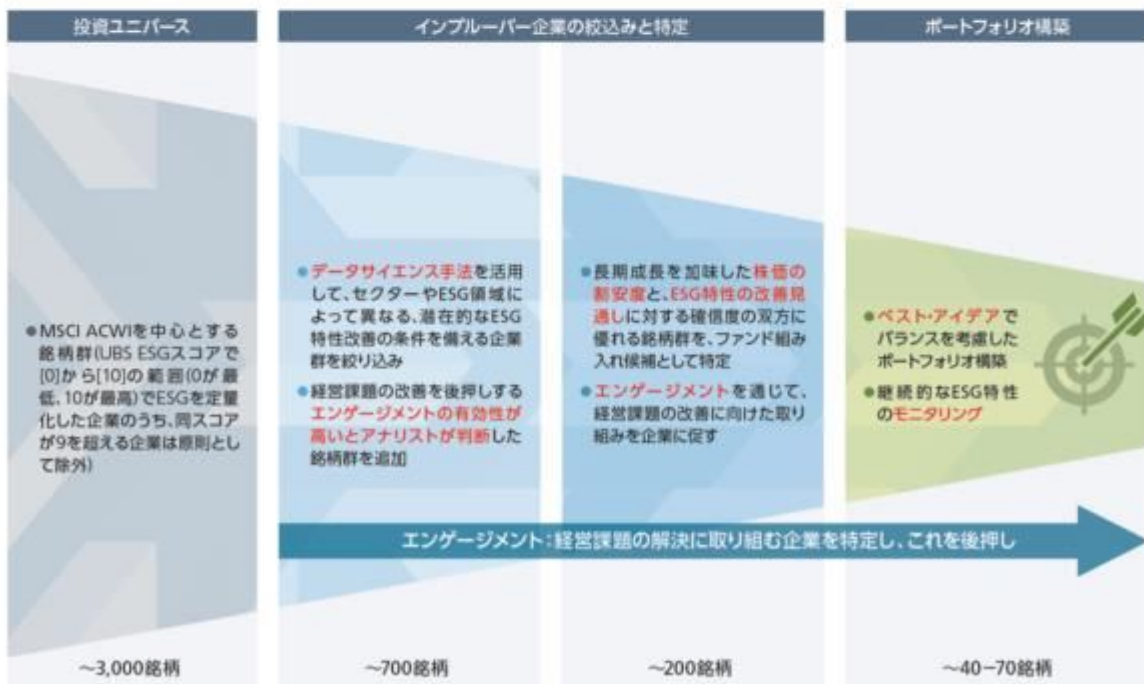 投資ユニバース
インプルーバー企業の絞込みと特定
ポートフォリオ構築
●MSCI ACWIを中心とする
銘柄群(UBS ESGスコアで
[0]から[10]の範囲(0が最
低、10が最高)でESGを定量
化した企業のうち、同スコア
が9を超える企業は原則とし
て除外)
●データサイエンス手法を活用
して、セクターやESG領域に
よって異なる、潜在的なESG
特性改善の条件を備える企業
群を絞り込み
●経営課題の改善を後押しする
エンゲージメントの有効性が
高いとアナリストが判断した
銘柄群を追加
●長期成長を加味した株価の
割安度と、ESG特性の改善見
通しに対する確信度の双方に
優れる銘柄群を、ファンド組み
入れ候補として特定
●エンゲージメントを通じて、
経営課題の改善に向けた取り
組みを企業に促す
●ベスト・アイデアで
バランスを考慮した
ポートフォリオ構築
●継続的なESG特性
のモニタリング
エンゲージメント:経営課題の解決に取り組む企業を特定し、これを後押し
～3,000銘柄
～700銘柄
～200銘柄
～40－70銘柄